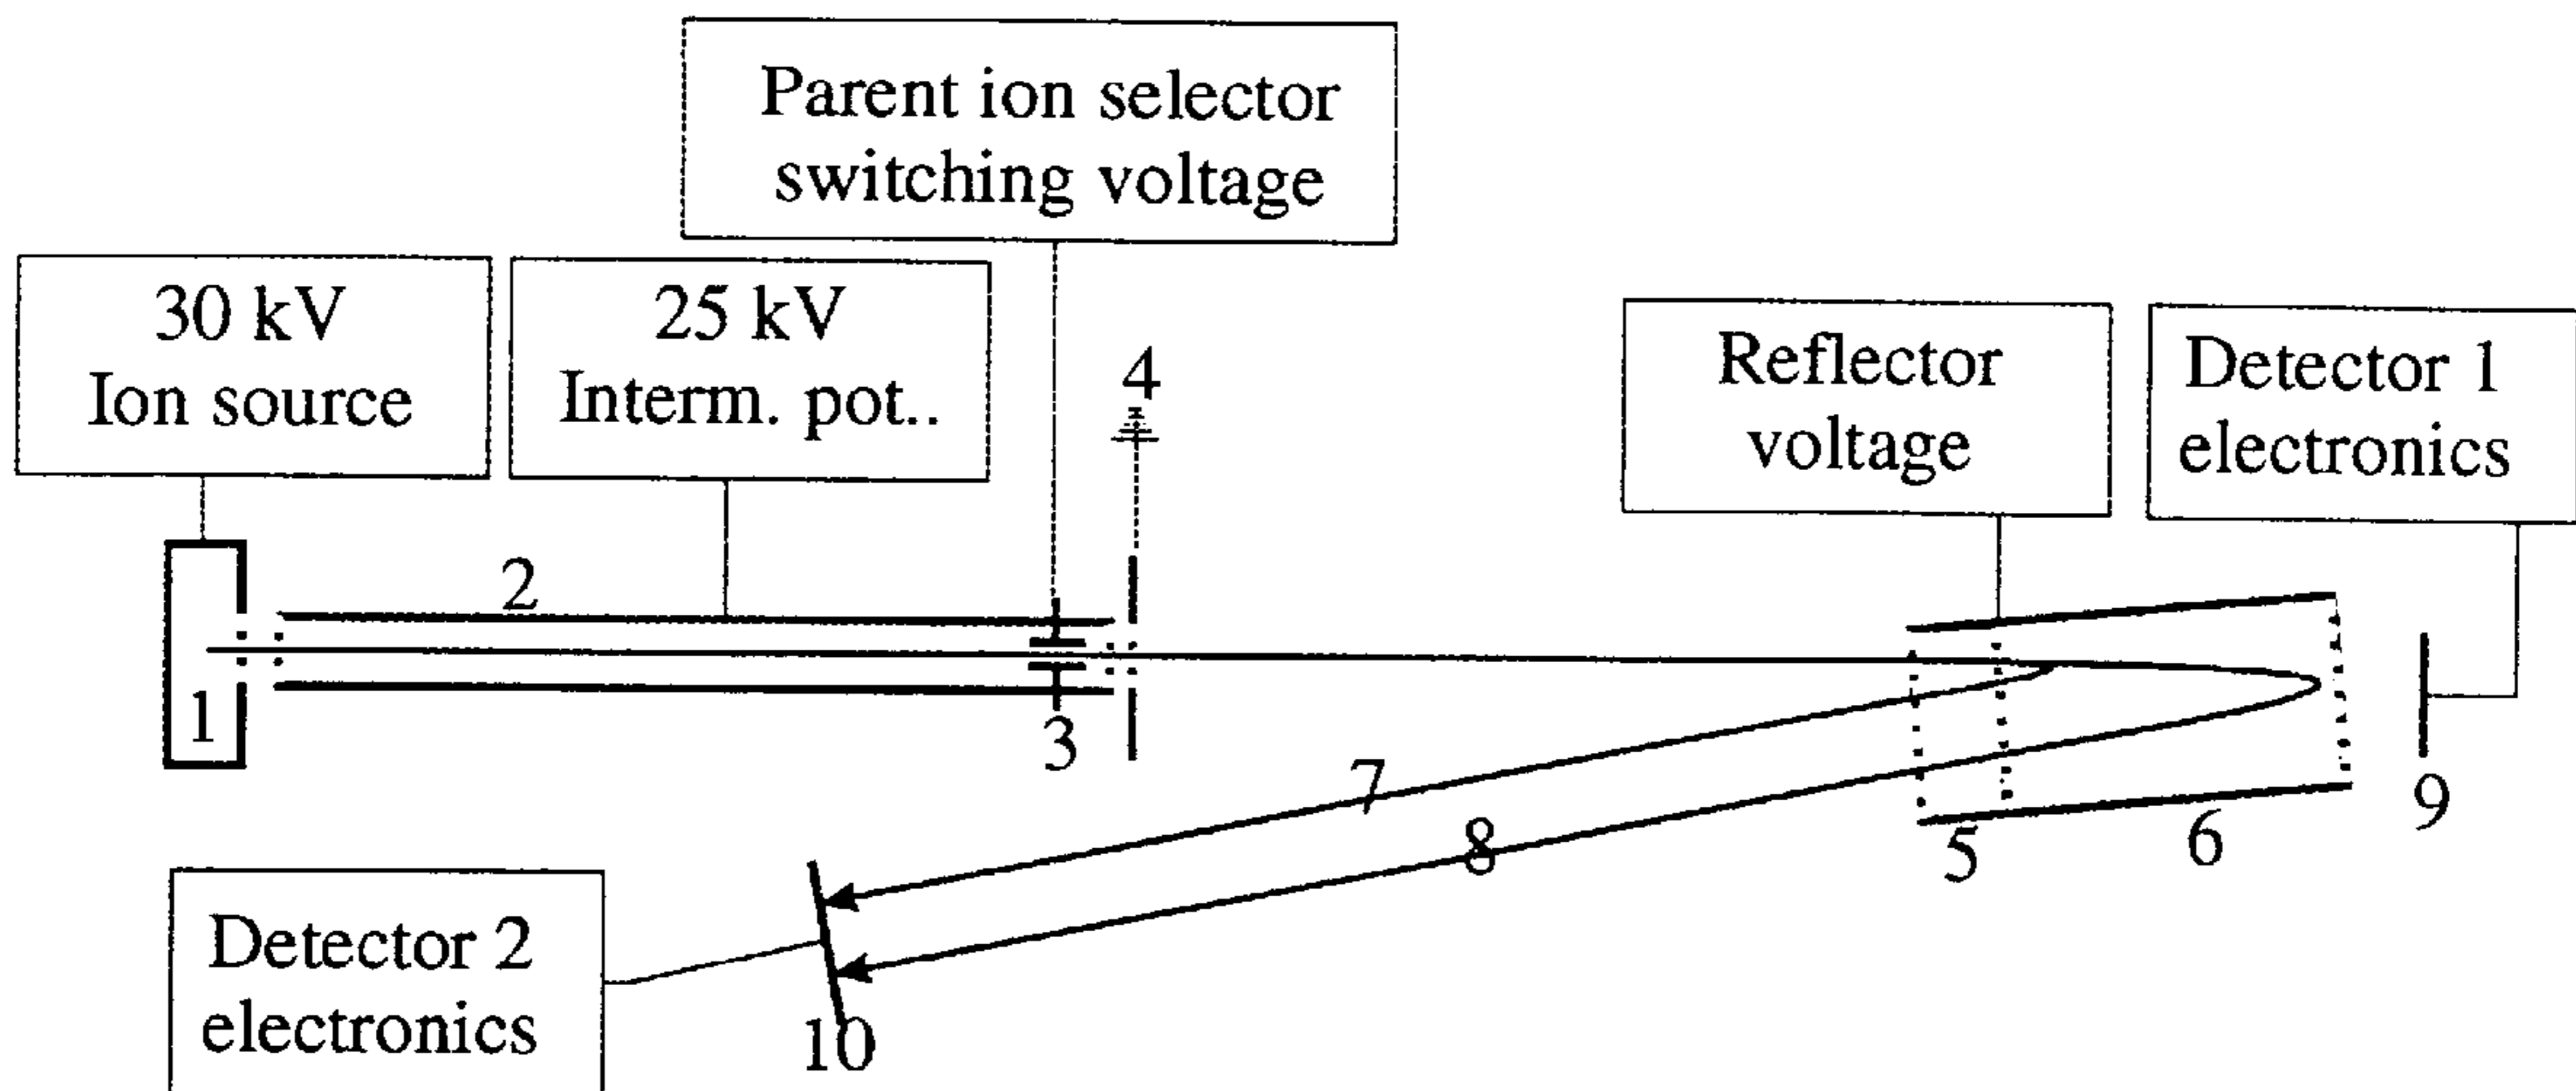 Parent ion selector
switching voltage
30 kV
Ion source
25 kV
Interm. pot..
4
Reflector
voltage
Detector 1
electronics
2
1
3
7
8
5
6
9
Detector 2
electronics
10